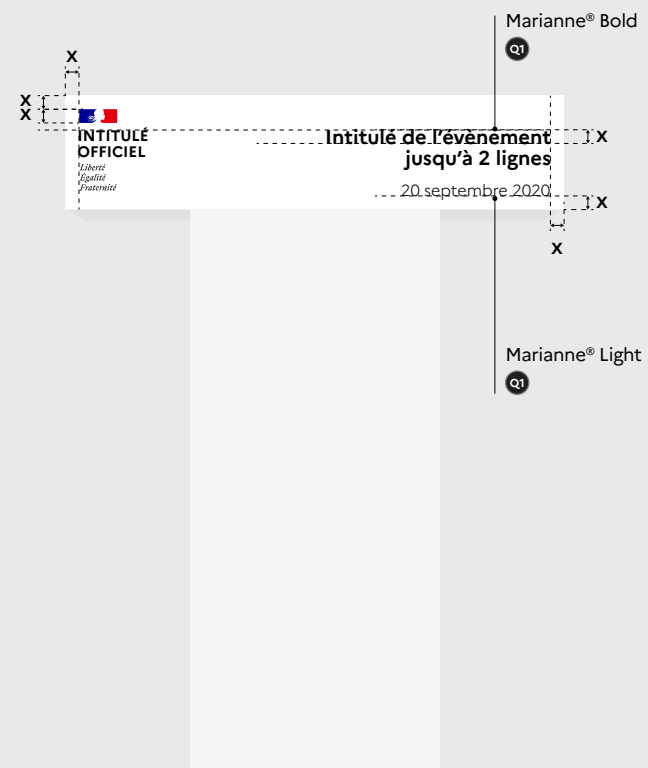 Marianne® Bold
Q1
X
X
X
INTITULÉ
OFFICIEL
Liberté
Égalité
Fraternité
Intitulé de l’évènement
jusqu’à 2 lignes
20 septembre 2020
X
X
X
Marianne® Light
Q1